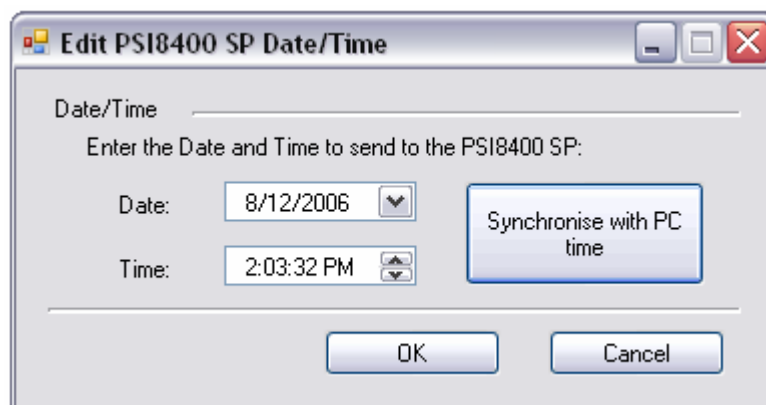 Edit PSI8400 SP Date/Time
Date/Time
Enter the Date and Time to send to the PSI8400 SP:
Date:
8/12/2006
Synchronise with PC
time
Time:
2:03:32 PM
OK
Cancel